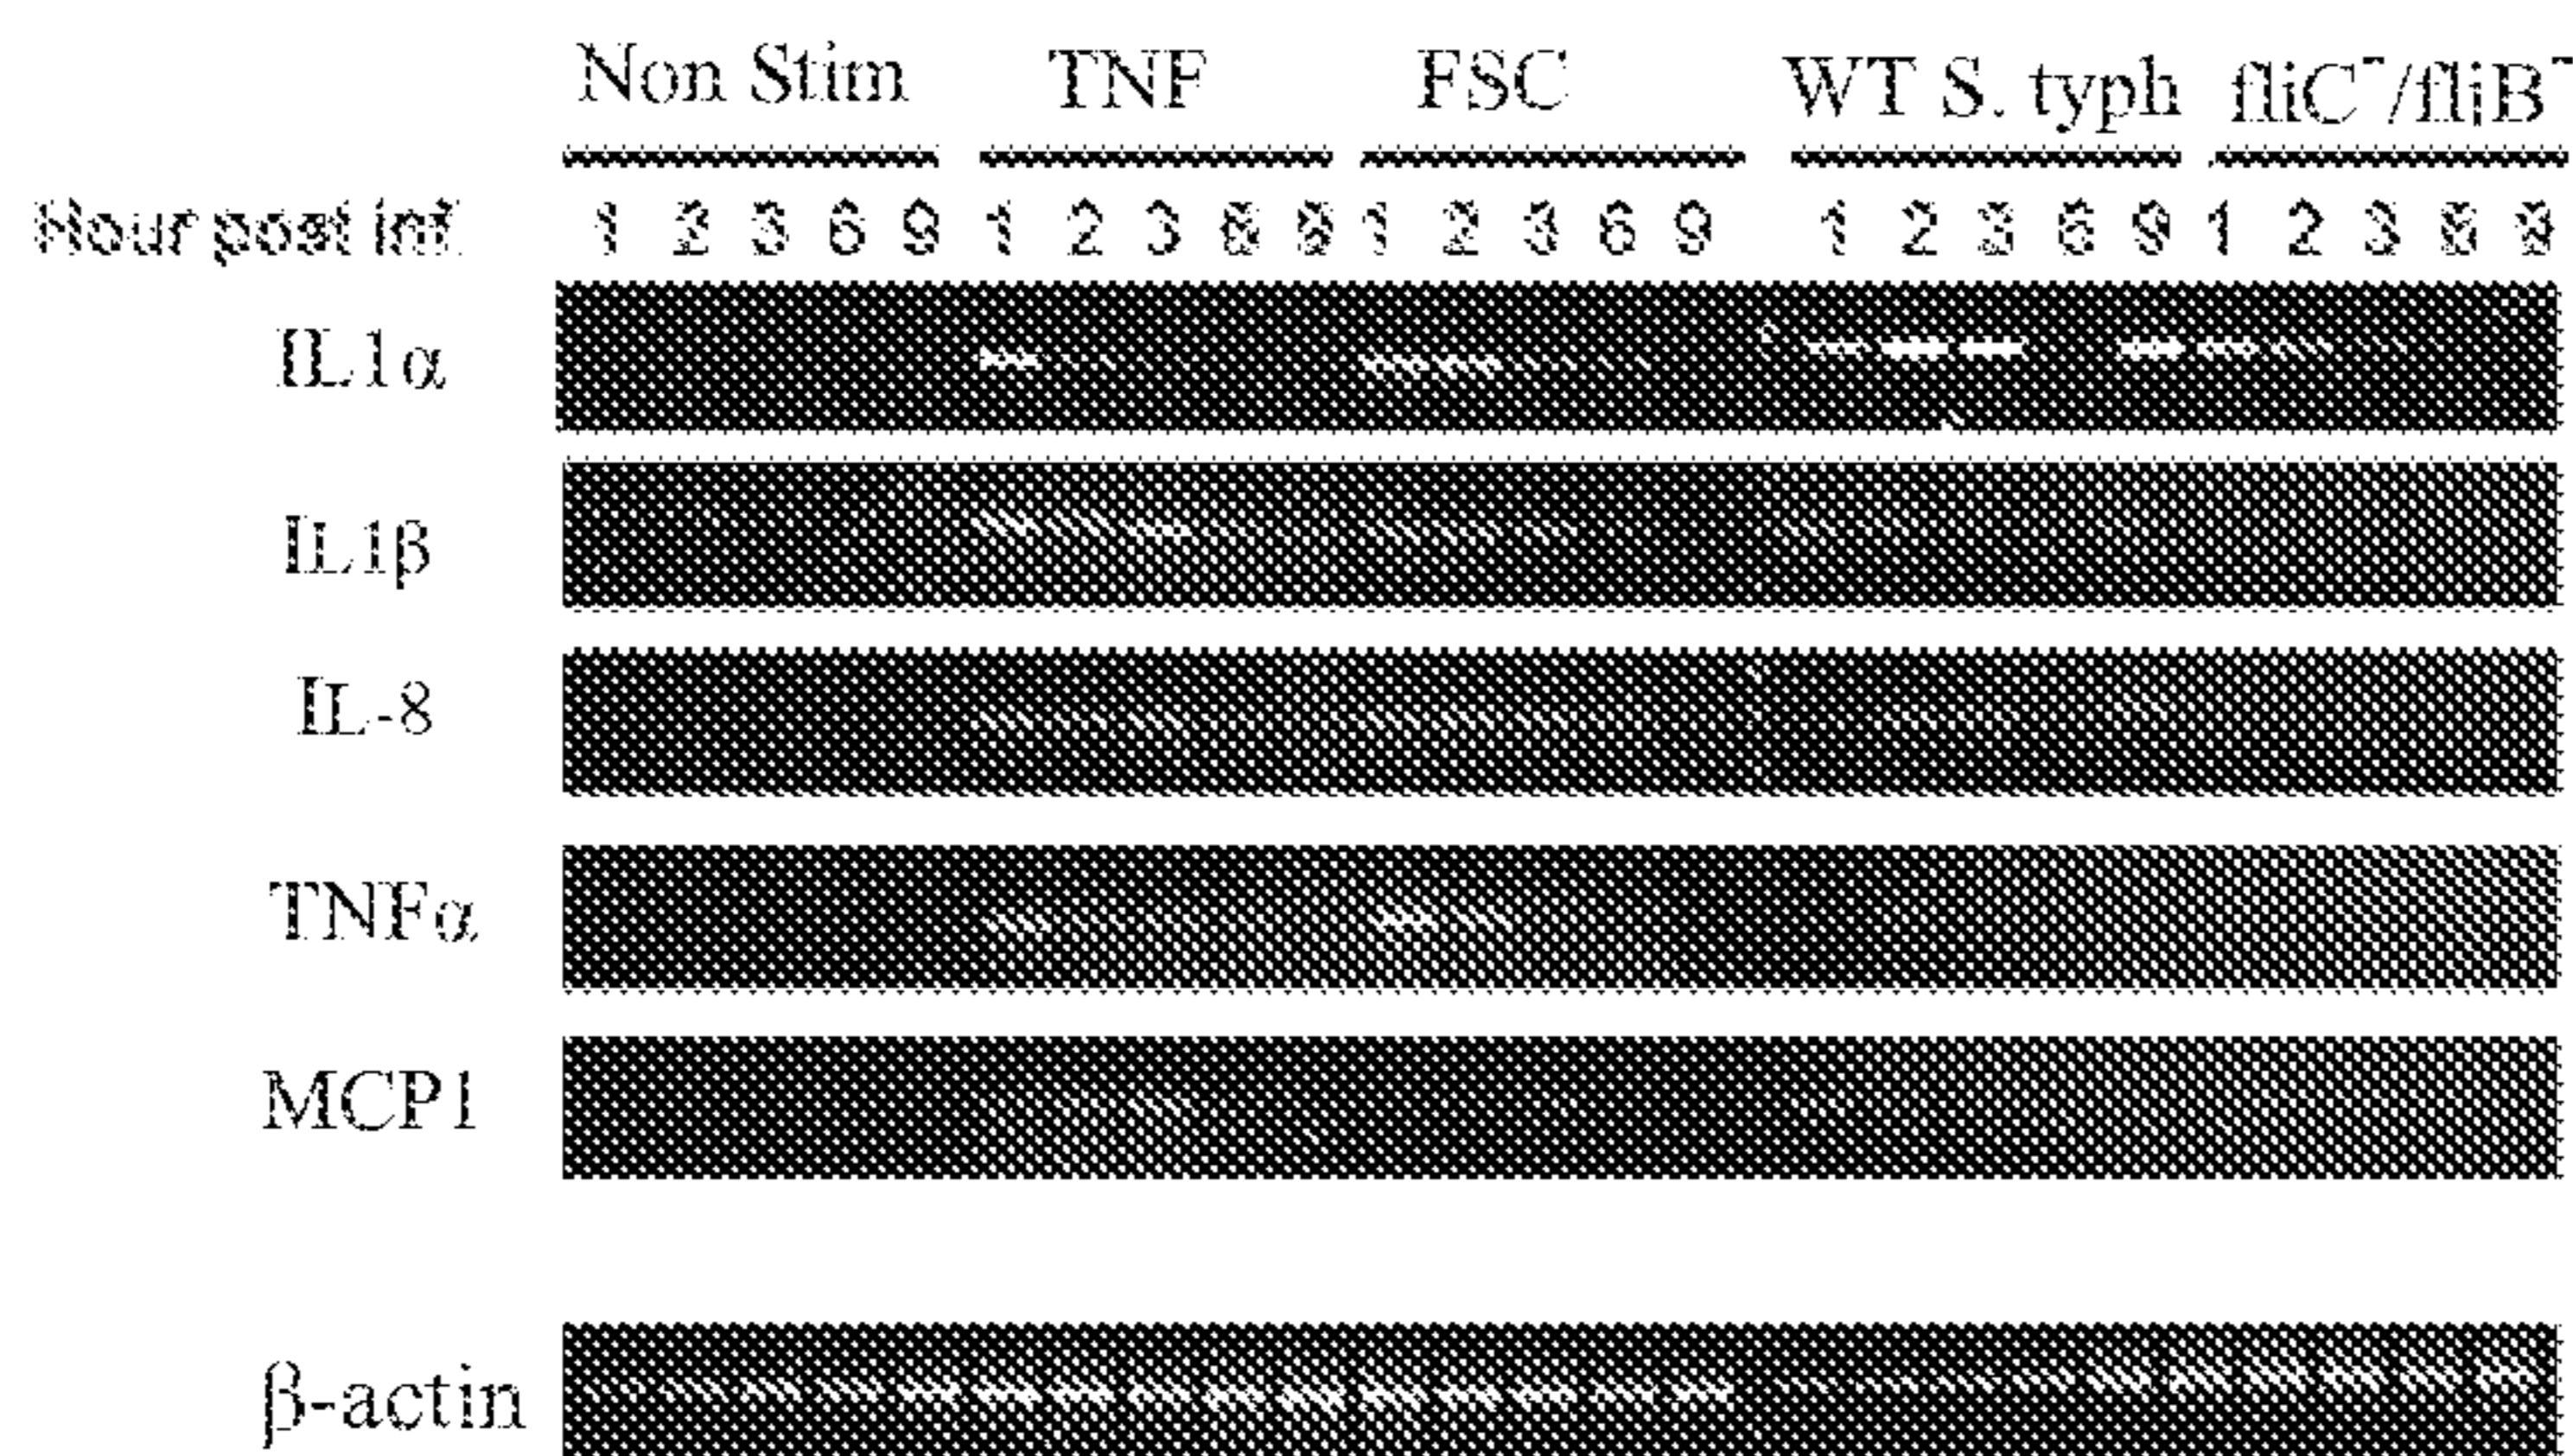 Non Stim TNF FSC WT S. typh fliC⁻/fljB⁻
Hour post inf. 1 2 3 6 9 1 2 3 6 9 1 2 3 6 9 1 2 3 6 9 1 2 3 6 9
IL1α
IL1β
IL-8
TNFα
MCP1
β-actin